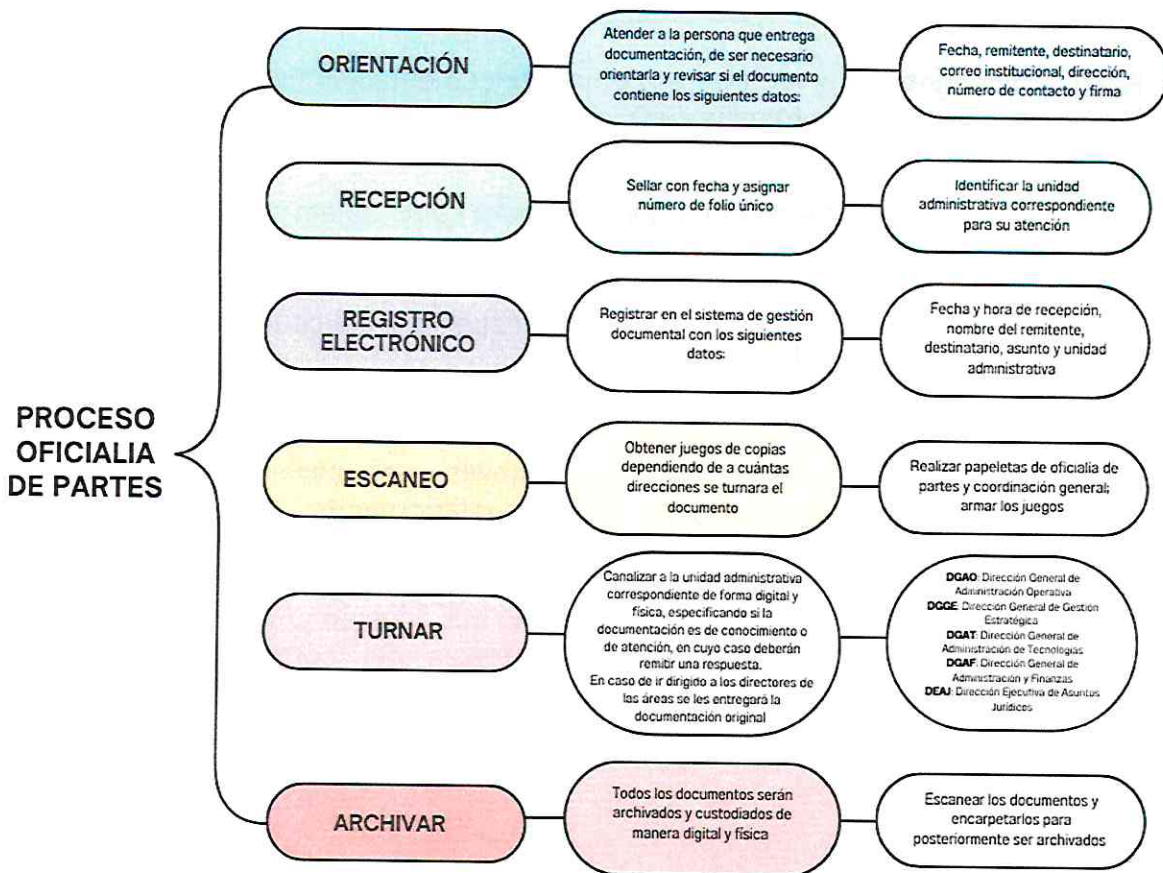 PROCESO
OFICIALIA
DE PARTES
ORIENTACIÓN
Atender a la persona que entrega
documentación, de ser necesario
orientarla y revisar si el documento
contiene los siguientes datos:
Fecha, remitente, destinatario,
correo institucional, dirección,
número de contacto y firma
RECEPCIÓN
Sellar con fecha y asignar
número de folio único
Identificar la unidad
administrativa correspondiente
para su atención
REGISTRO
ELECTRÓNICO
Registrar en el sistema de gestión
documental con los siguientes
datos:
Fecha y hora de recepción,
nombre del remitente,
destinatario, asunto y unidad
administrativa
ESCANEO
Obtener juegos de copias
dependiendo de a cuántas
direcciones se turnara el
documento
Realizar papeletas de oficialia de
partes y coordinación general;
armar los juegos
TURNAR
Canalizar a la unidad administrativa
correspondiente de forma digital y
física, especificando si la
documentación es de conocimiento o
de atención, en cuyo caso deberán
remitir una respuesta.
En caso de ir dirigido a los directores de
las áreas se les entregará la
documentación original
DGAO: Dirección General de
Administración Operativa
DGGE: Dirección General de Gestión
Estratégica
DGAT: Dirección General de
Administración de Tecnologías
DGAF: Dirección General de
Administración y Finanzas
DEAJ: Dirección Ejecutiva de Asuntos
Jurídicos
ARCHIVAR
Todos los documentos serán
archivados y custodiados de
manera digital y física
Escanear los documentos y
encarpetarlos para
posteriormente ser archivados